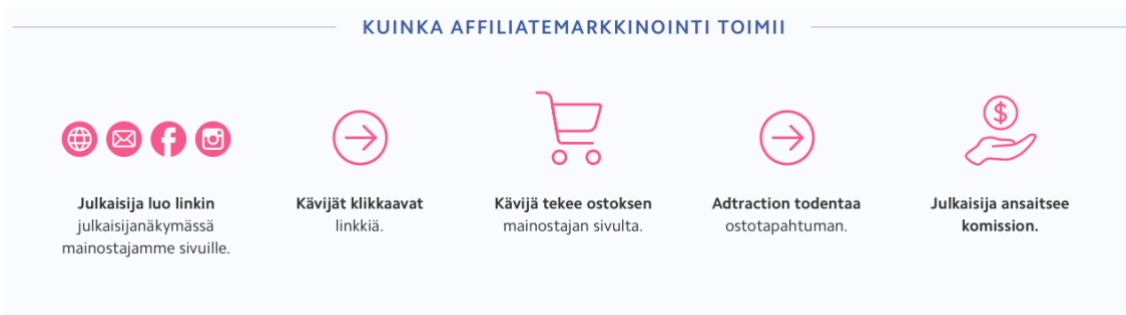 KUINKA AFFILIATEMARKKINOINTI TOIMII
Julkaisija luo linkin
julkaisijanäkymässä
mainostajamme sivuille.
Kävijät klikkaavat
linkkiä.
Kävijä tekee ostoksen
mainostajan sivulta.
Adtraction todentaa
ostotapahtuman.
Julkaisija ansaitsee
komission.